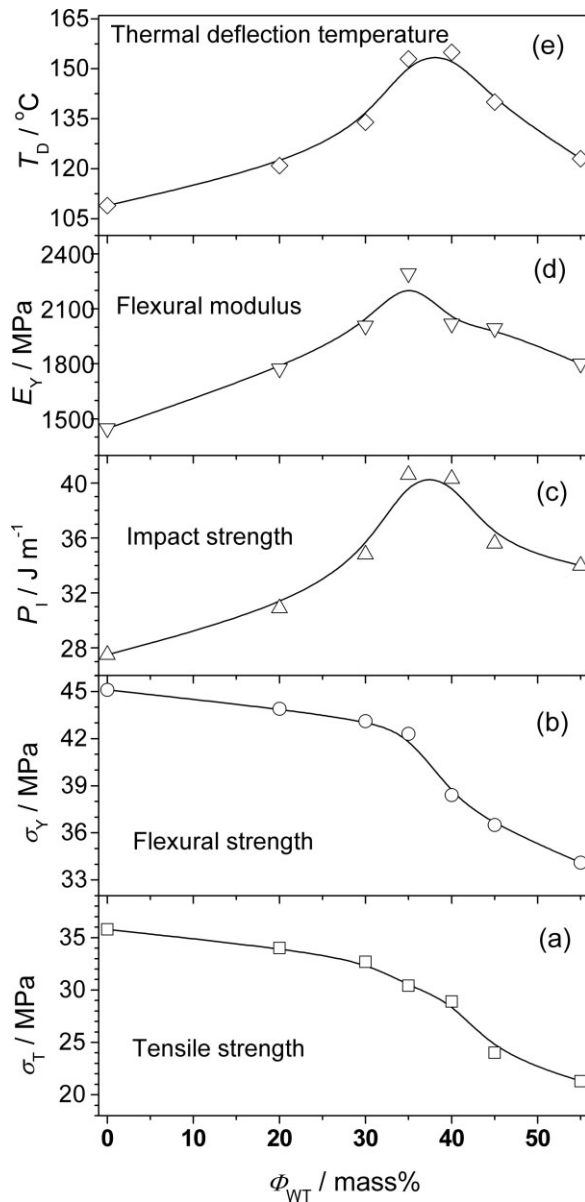 165
Thermal deflection temperature
(e)
150
135
120
105
T_D / °C
2400
(d)
Flexural modulus
2100
1800
1500
E_Y / MPa
40
(c)
Impact strength
36
32
28
P_I / J m⁻¹
45
(b)
42
39
36
Flexural strength
33
σ_Y / MPa
35
(a)
30
25
Tensile strength
20
σ_T / MPa
0 10 20 30 40 50
Φ_WT / mass%